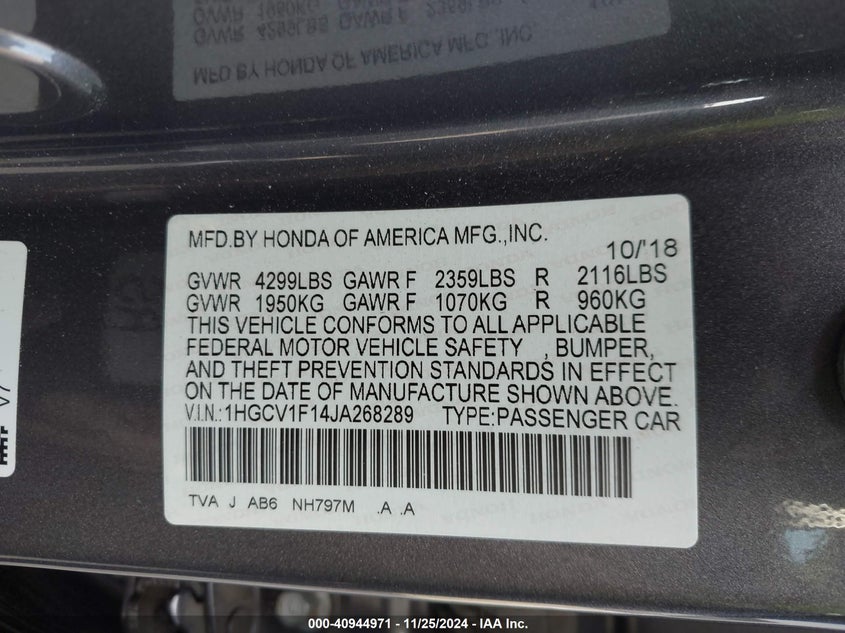 MFD.BY HONDA OF AMERICA MFG.,INC.
10/'18
GVWR 4299LBS GAWR F 2359LBS R 2116LBS
GVWR 1950KG GAWR F 1070KG R 960KG
THIS VEHICLE CONFORMS TO ALL APPLICABLE
FEDERAL MOTOR VEHICLE SAFETY , BUMPER,
AND THEFT PREVENTION STANDARDS IN EFFECT
ON THE DATE OF MANUFACTURE SHOWN ABOVE.
V.I.N.:1HGCV1F14JA268289 TYPE:PASSENGER CAR
TVA J AB6 NH797M .A .A
000-40944971 - 11/25/2024 - IAA Inc.